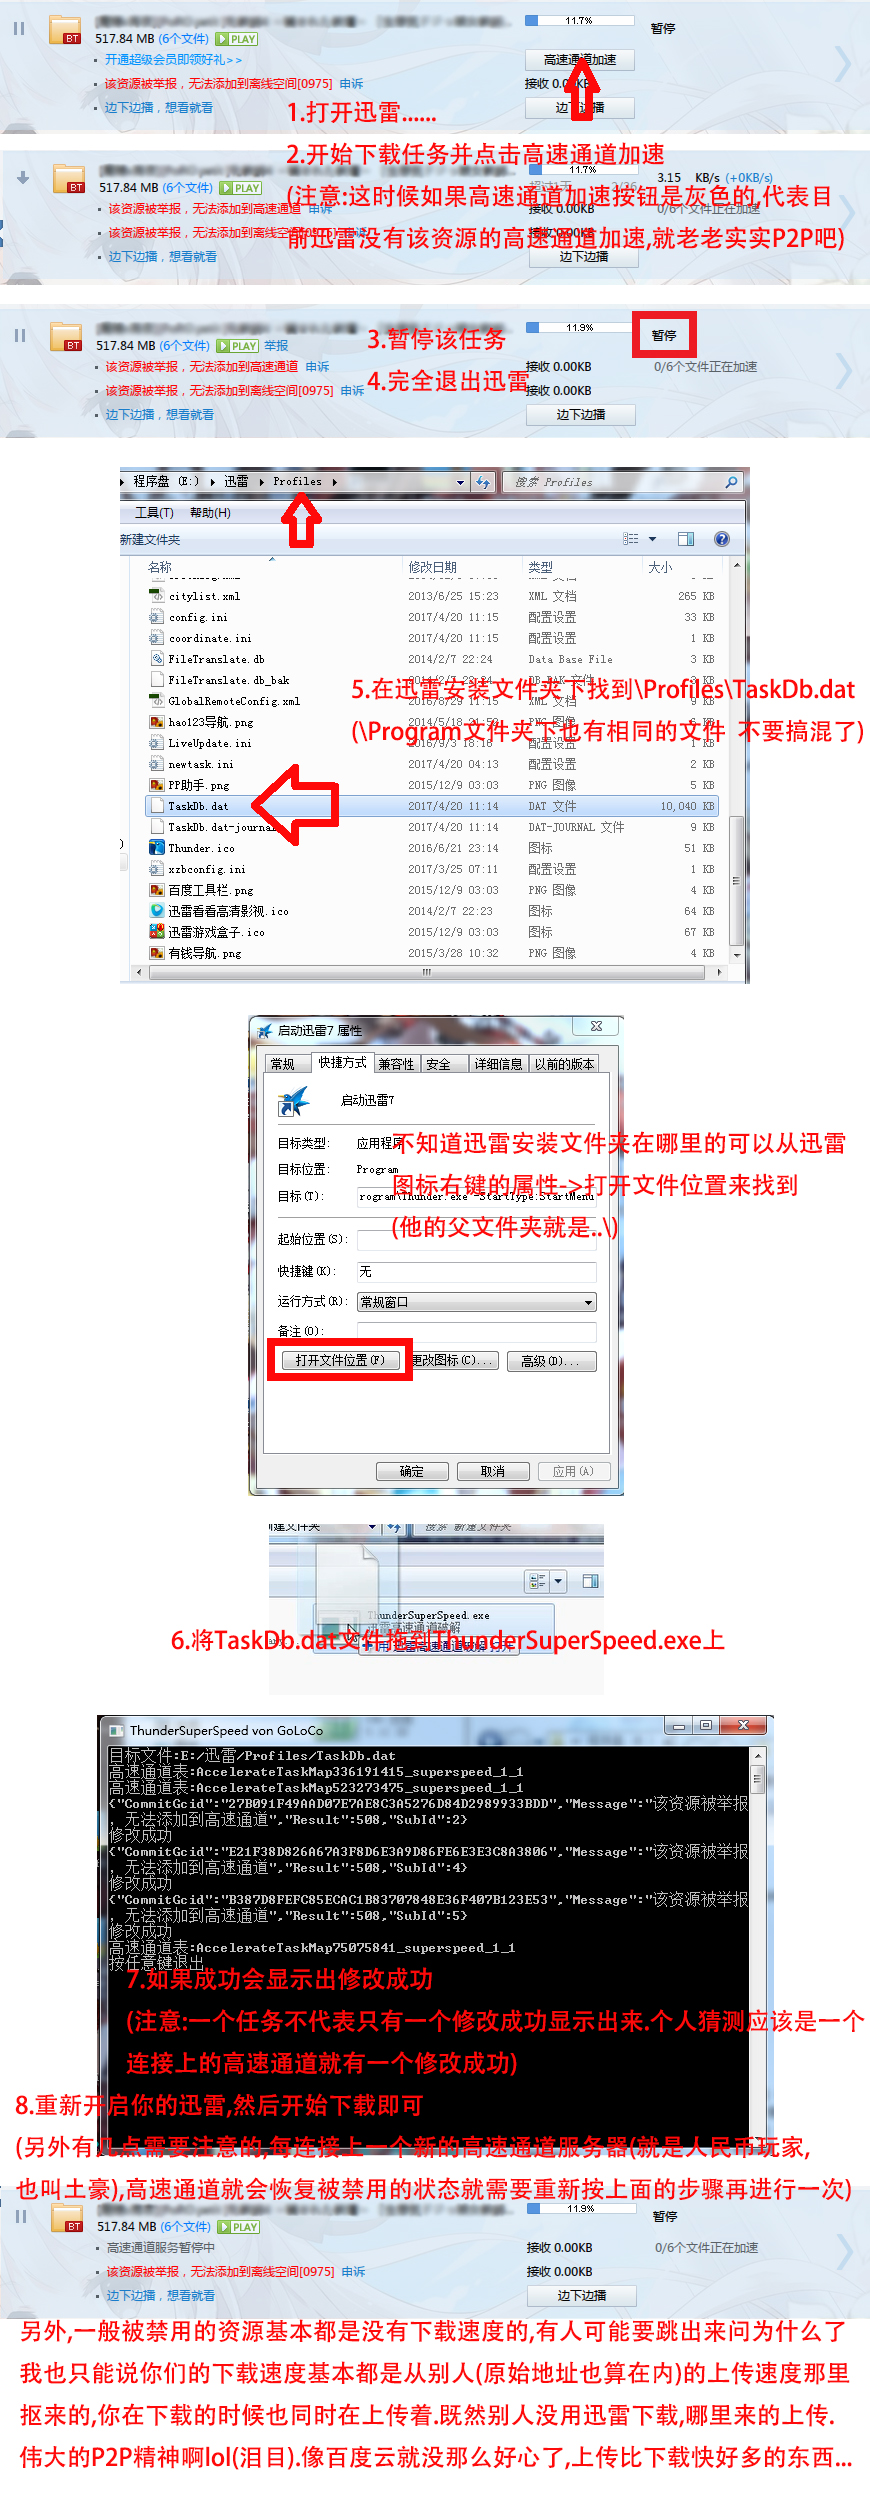 11.7%
暂停
517.84 MB (6个文件) PLAY
BT
开通超级会员即领好礼>>
高速通道加速
该资源被举报，无法添加到离线空间[0975] 申诉
接收 0.00KB
边下边播，想看就看
边下边播
1.打开迅雷......
2.开始下载任务并点击高速通道加速
11.7%
3.15 KB/s (+0KB/s)
BT
517.84 MB (6个文件) PLAY
(注意:这时候如果高速通道加速按钮是灰色的,代表目
该资源被举报，无法添加到高速通道 申诉
接收 0.00KB
0/6个文件正在加速
该资源被举报，无法添加到离线空间[0975] 申诉
接收 0.00KB
前迅雷没有该资源的高速通道加速,就老老实实P2P吧)
边下边播，想看就看
边下边播
11.9%
暂停
BT
517.84 MB (6个文件) PLAY 举报
3.暂停该任务
该资源被举报，无法添加到高速通道 申诉
接收 0.00KB
0/6个文件正在加速
4.完全退出迅雷
该资源被举报，无法添加到离线空间[0975] 申诉
接收 0.00KB
边下边播，想看就看
边下边播
程序盘 (E:) 迅雷 Profiles
搜索 Profiles
工具(T) 帮助(H)
新建文件夹
名称 修改日期 类型 大小
citylist.xml 2013/6/25 15:23 XML 文档 265 KB
config.ini 2017/4/20 11:15 配置设置 33 KB
coordinate.ini 2017/4/20 11:15 配置设置 1 KB
FileTranslate.db 2014/2/7 22:24 Data Base File 3 KB
FileTranslate.db_bak 2014/2/7 22:24 DB_BAK 文件 3 KB
5.在迅雷安装文件夹下找到\Profiles\TaskDb.dat
GlobalRemoteConfig.xml 2016/8/29 11:15 XML 文档 9 KB
hao123导航.png 2014/5/18 21:52 PNG 图像 6 KB
(\Program文件夹下也有相同的文件 不要搞混了)
LiveUpdate.ini 2016/9/3 18:18 配置设置 1 KB
newtask.ini 2017/4/20 04:13 配置设置 2 KB
PP助手.png 2015/12/9 03:03 PNG 图像 5 KB
TaskDb.dat 2017/4/20 11:14 DAT 文件 10,040 KB
TaskDb.dat-journal 2017/4/20 11:14 DAT-JOURNAL 文件 9 KB
Thunder.ico 2016/6/21 23:14 图标 51 KB
xzbconfig.ini 2017/3/25 07:11 配置设置 1 KB
百度工具栏.png 2015/12/9 03:03 PNG 图像 4 KB
迅雷看看高清影视.ico 2014/2/7 22:23 图标 64 KB
迅雷游戏盒子.ico 2015/12/9 03:03 图标 67 KB
有钱导航.png 2015/3/28 10:32 PNG 图像 4 KB
启动迅雷7 属性
常规 快捷方式 兼容性 安全 详细信息 以前的版本
启动迅雷7
目标类型: 应用程序
不知道迅雷安装文件夹在哪里的可以从迅雷
目标位置: Program
图标右键的属性->打开文件位置来找到
目标(T): rogram\Thunder.exe -StartType:StartMenu
(他的父文件夹就是..\)
起始位置(S):
快捷键(K): 无
运行方式(R): 常规窗口
备注(O):
打开文件位置(F) 更改图标(C)... 高级(D)...
确定 取消 应用(A)
新建文件夹
搜索 新建文件夹
ThunderSuperSpeed.exe
迅雷高速通道破解
6.将TaskDb.dat文件拖到ThunderSuperSpeed.exe上
用 迅雷高速通道破解 打开
ThunderSuperSpeed von GoLoCo
目标文件:E:/迅雷/Profiles/TaskDb.dat
高速通道表:AccelerateTaskMap336191415_superspeed_1_1
高速通道表:AccelerateTaskMap523273475_superspeed_1_1
{"CommitGcid":"27B091F49AAD07E7AE8C3A5276D84D2989933BDD","Message":"该资源被举报
，无法添加到高速通道","Result":508,"SubId":2}
修改成功
{"CommitGcid":"E21F38D826A67A3F8D6E3A9D86FE6E3E3C8A3806","Message":"该资源被举报
，无法添加到高速通道","Result":508,"SubId":4}
修改成功
{"CommitGcid":"B387D8FEFC85ECAC1B83707848E36F407B123E53","Message":"该资源被举报
，无法添加到高速通道","Result":508,"SubId":5}
修改成功
高速通道表:AccelerateTaskMap75075841_superspeed_1_1
按任意键退出
7.如果成功会显示出修改成功
(注意:一个任务不代表只有一个修改成功显示出来.个人猜测应该是一个
连接上的高速通道就有一个修改成功)
8.重新开启你的迅雷,然后开始下载即可
(另外有几点需要注意的,每连接上一个新的高速通道服务器(就是人民币玩家,
也叫土豪),高速通道就会恢复被禁用的状态就需要重新按上面的步骤再进行一次)
11.9%
暂停
BT
517.84 MB (6个文件) PLAY
高速通道服务暂停中
接收 0.00KB
0/6个文件正在加速
该资源被举报，无法添加到离线空间[0975] 申诉
接收 0.00KB
边下边播，想看就看
边下边播
另外,一般被禁用的资源基本都是没有下载速度的,有人可能要跳出来问为什么了
我也只能说你们的下载速度基本都是从别人(原始地址也算在内)的上传速度那里
抠来的,你在下载的时候也同时在上传着.既然别人没用迅雷下载,哪里来的上传.
伟大的P2P精神啊lol(泪目).像百度云就没那么好心了,上传比下载快好多的东西...